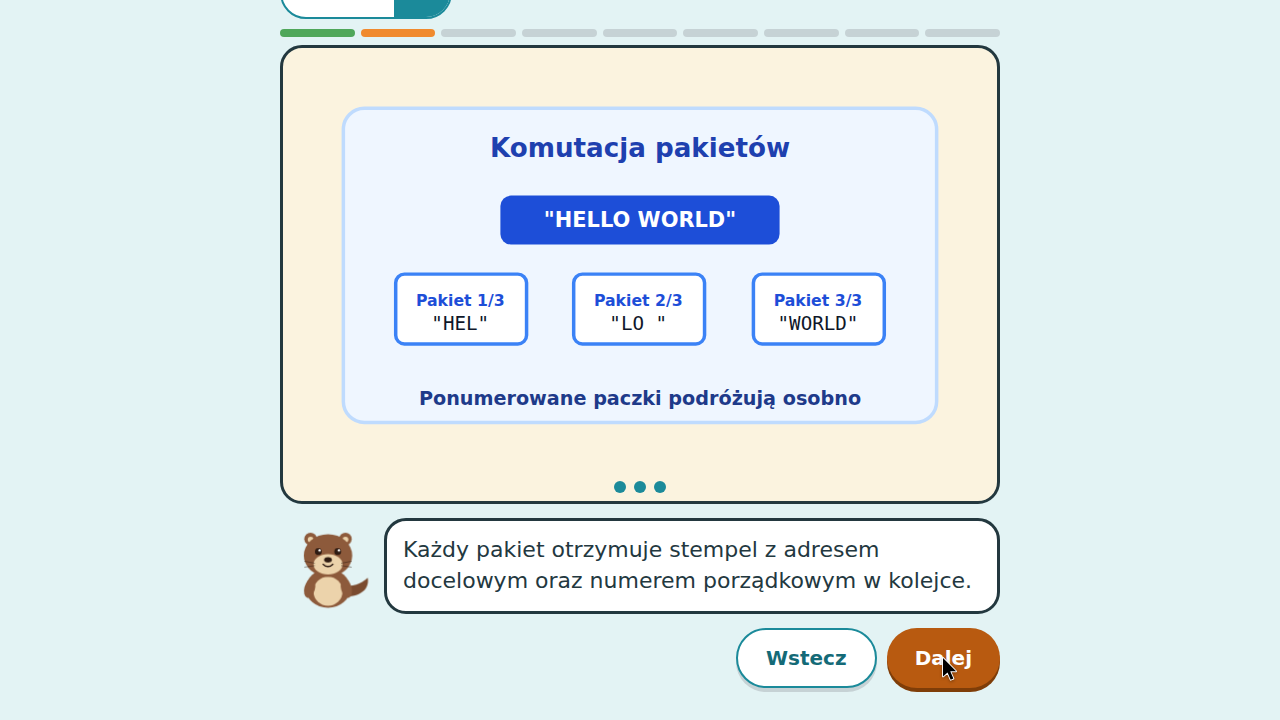 Komutacja pakietów
"HELLO WORLD"
Pakiet 1/3
"HEL"
Pakiet 2/3
"LO "
Pakiet 3/3
"WORLD"
Ponumerowane paczki podróżują osobno
Każdy pakiet otrzymuje stempel z adresem
docelowym oraz numerem porządkowym w kolejce.
Wstecz
Dalej